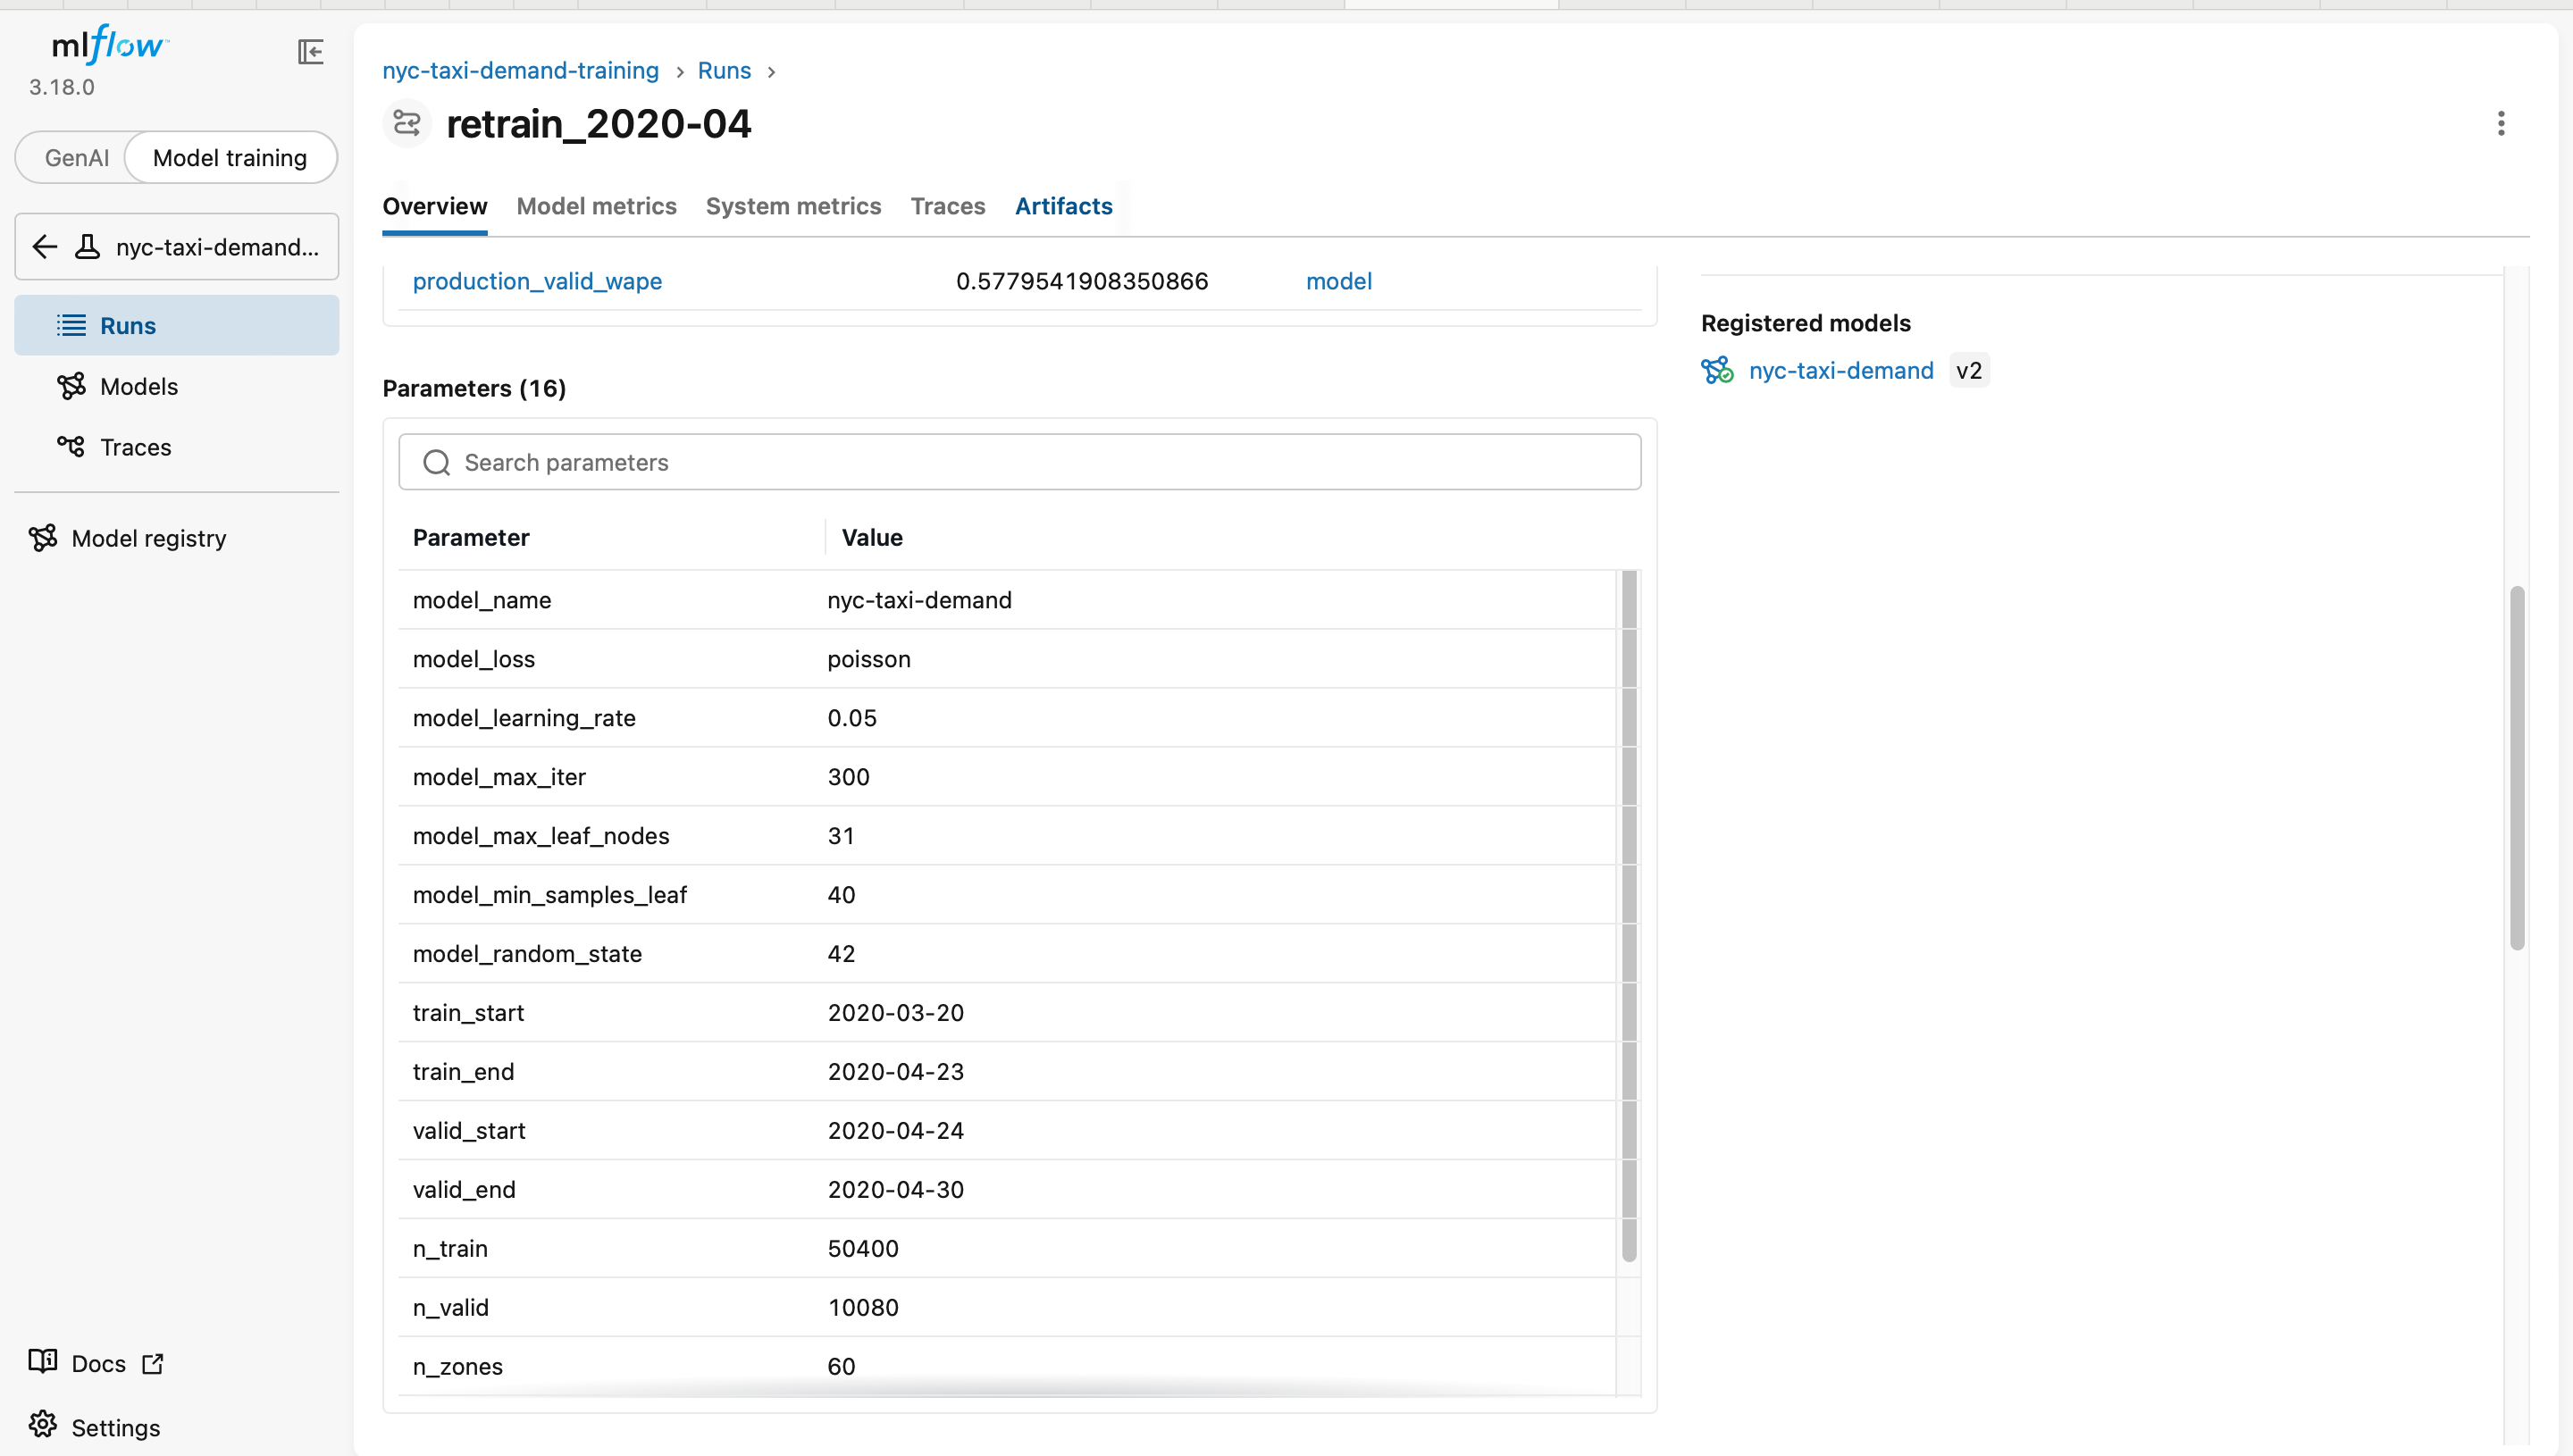 mlflow™
3.18.0
GenAI Model training
nyc-taxi-demand...
Runs
Models
Traces
Model registry
Docs
Settings
nyc-taxi-demand-training > Runs >
retrain_2020-04
Overview Model metrics System metrics Traces Artifacts
production_valid_wape 0.5779541908350866 model
Parameters (16)
Search parameters
Parameter Value
model_name nyc-taxi-demand
model_loss poisson
model_learning_rate 0.05
model_max_iter 300
model_max_leaf_nodes 31
model_min_samples_leaf 40
model_random_state 42
train_start 2020-03-20
train_end 2020-04-23
valid_start 2020-04-24
valid_end 2020-04-30
n_train 50400
n_valid 10080
n_zones 60
Registered models
nyc-taxi-demand v2